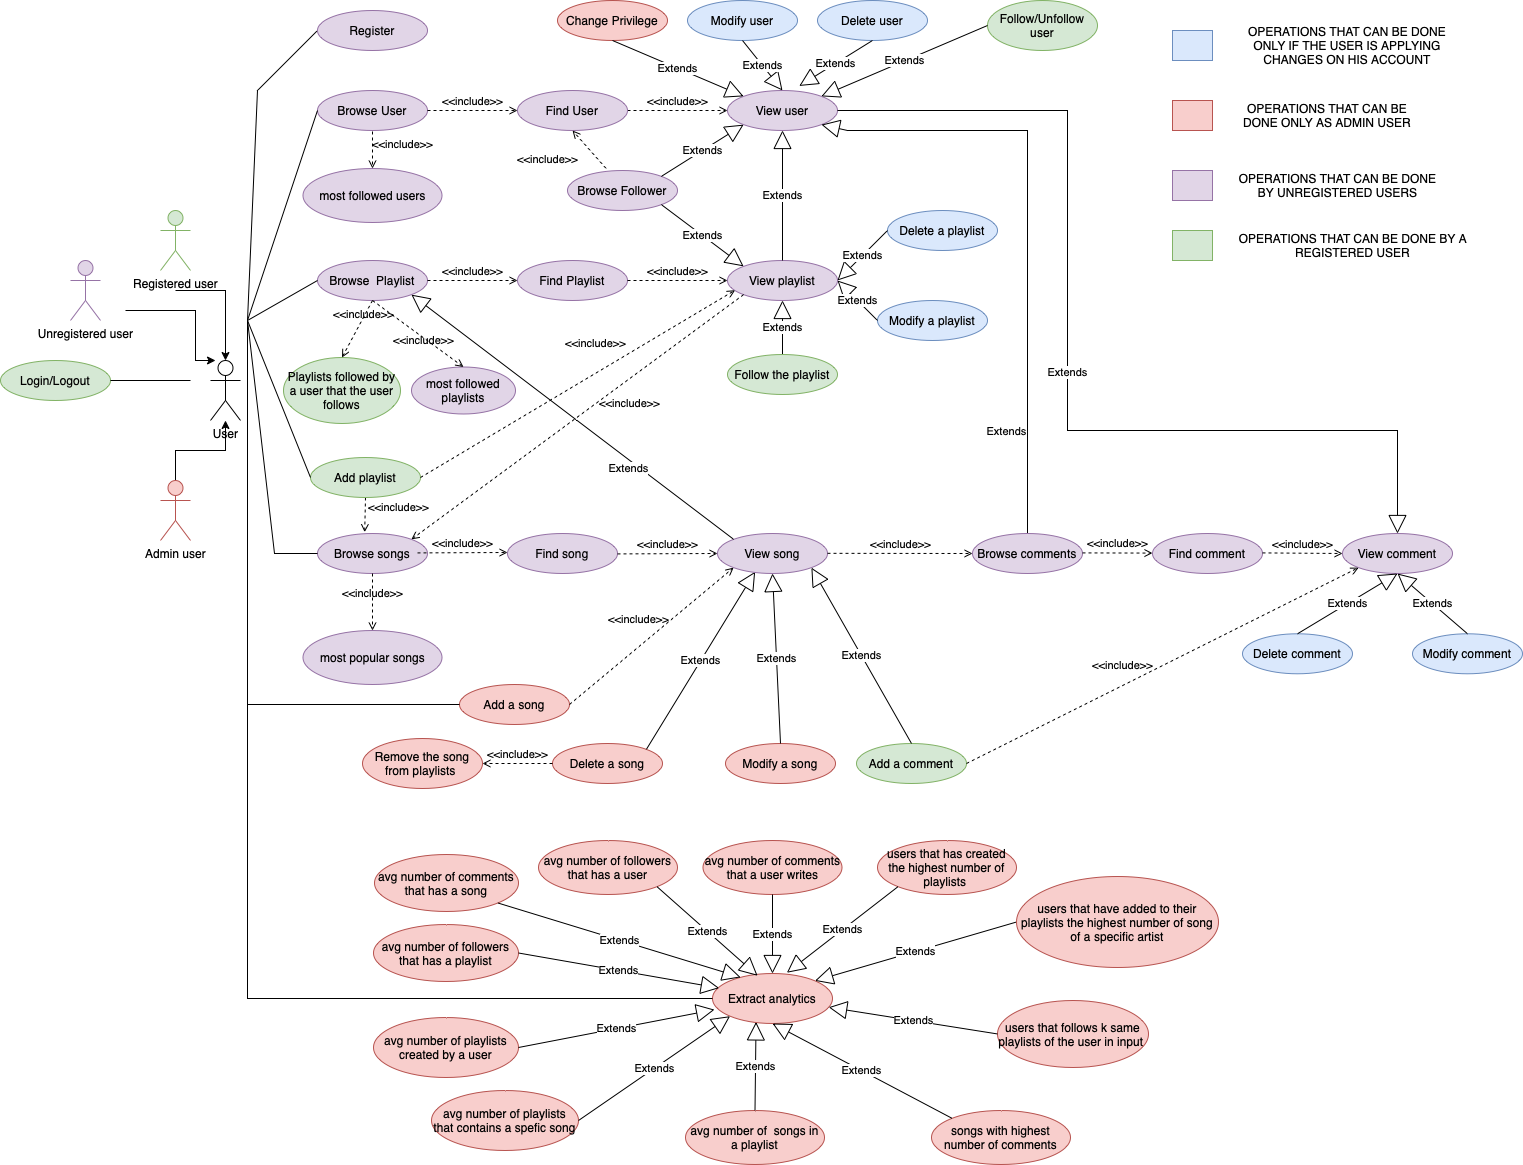 Change Privilege
Modify user
Delete user
Follow/Unfollow
user
OPERATIONS THAT CAN BE DONE
ONLY IF THE USER IS APPLYING
CHANGES ON HIS ACCOUNT
Register
Extends
Extends
Extends
Extends
Browse User
<<include>>
Find User
<<include>>
View user
OPERATIONS THAT CAN BE
DONE ONLY AS ADMIN USER
<<include>>
<<include>>
Extends
most followed users
Browse Follower
Extends
OPERATIONS THAT CAN BE DONE
BY UNREGISTERED USERS
Extends
Delete a playlist
OPERATIONS THAT CAN BE DONE BY A
REGISTERED USER
Extends
Registered user
Browse  Playlist
<<include>>
Find Playlist
<<include>>
View playlist
Extends
Modify a playlist
Unregistered user
<<include>>
<<include>>
Extends
<<include>>
Login/Logout
Playlists followed by
a user that the user
follows
most followed
playlists
Follow the playlist
Extends
<<include>>
User
Extends
Extends
Add playlist
<<include>>
Admin user
Browse songs
<<include>>
Find song
<<include>>
View song
<<include>>
Browse comments
<<include>>
Find comment
<<include>>
View comment
<<include>>
<<include>>
Extends
Extends
most popular songs
Extends
Extends
Extends
<<include>>
Delete comment
Modify comment
Add a song
Remove the song
from playlists
<<include>>
Delete a song
Modify a song
Add a comment
avg number of comments
that has a song
avg number of followers
that has a user
avg number of comments
that a user writes
users that has created
the highest number of
playlists
users that have added to their
playlists the highest number of song
of a specific artist
Extends
Extends
Extends
Extends
Extends
avg number of followers
that has a playlist
Extends
Extract analytics
avg number of playlists
created by a user
Extends
Extends
users that follows k same
playlists of the user in input
Extends
Extends
Extends
avg number of playlists
that contains a spefic song
avg number of  songs in
a playlist
songs with highest
number of comments